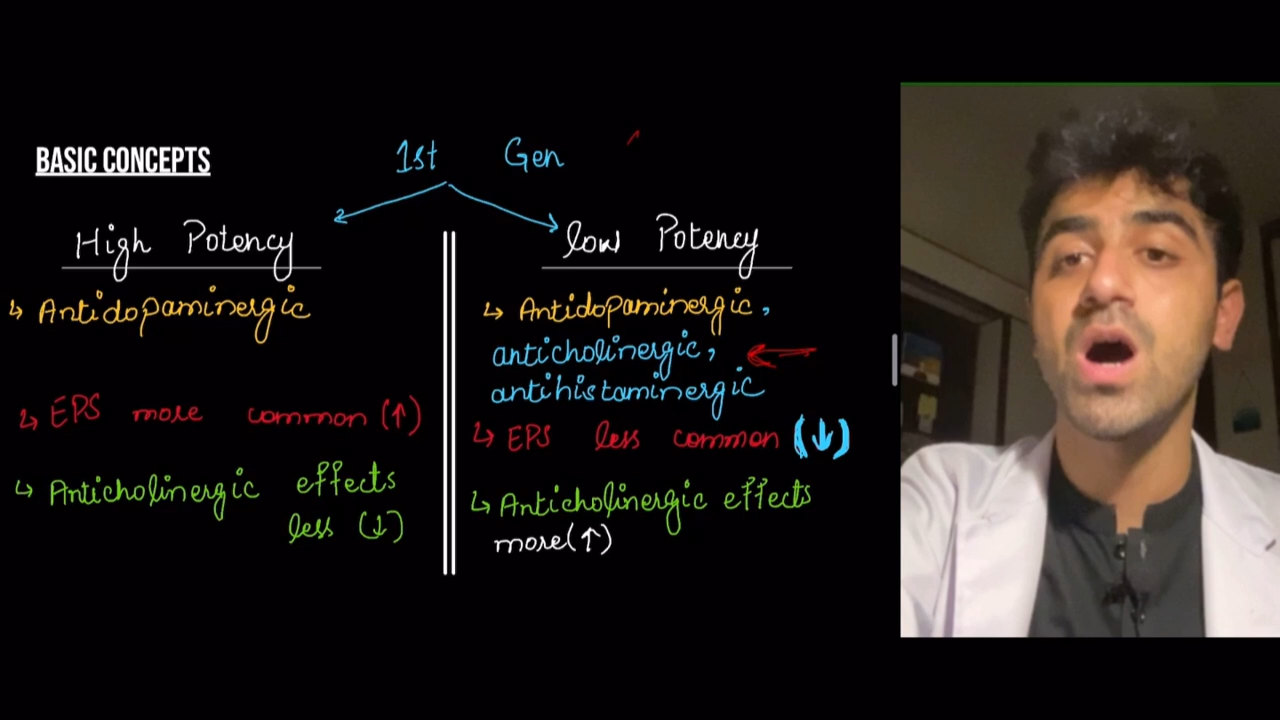 BASIC CONCEPTS
1st Gen
High Potency
↳ Antidopaminergic
↳ EPS more common (↑)
↳ Anticholinergic effects
less (↓)
low Potency
↳ Antidopaminergic,
anticholinergic,
antihistaminergic
↳ EPS less common (↓)
↳ Anticholinergic effects
more (↑)